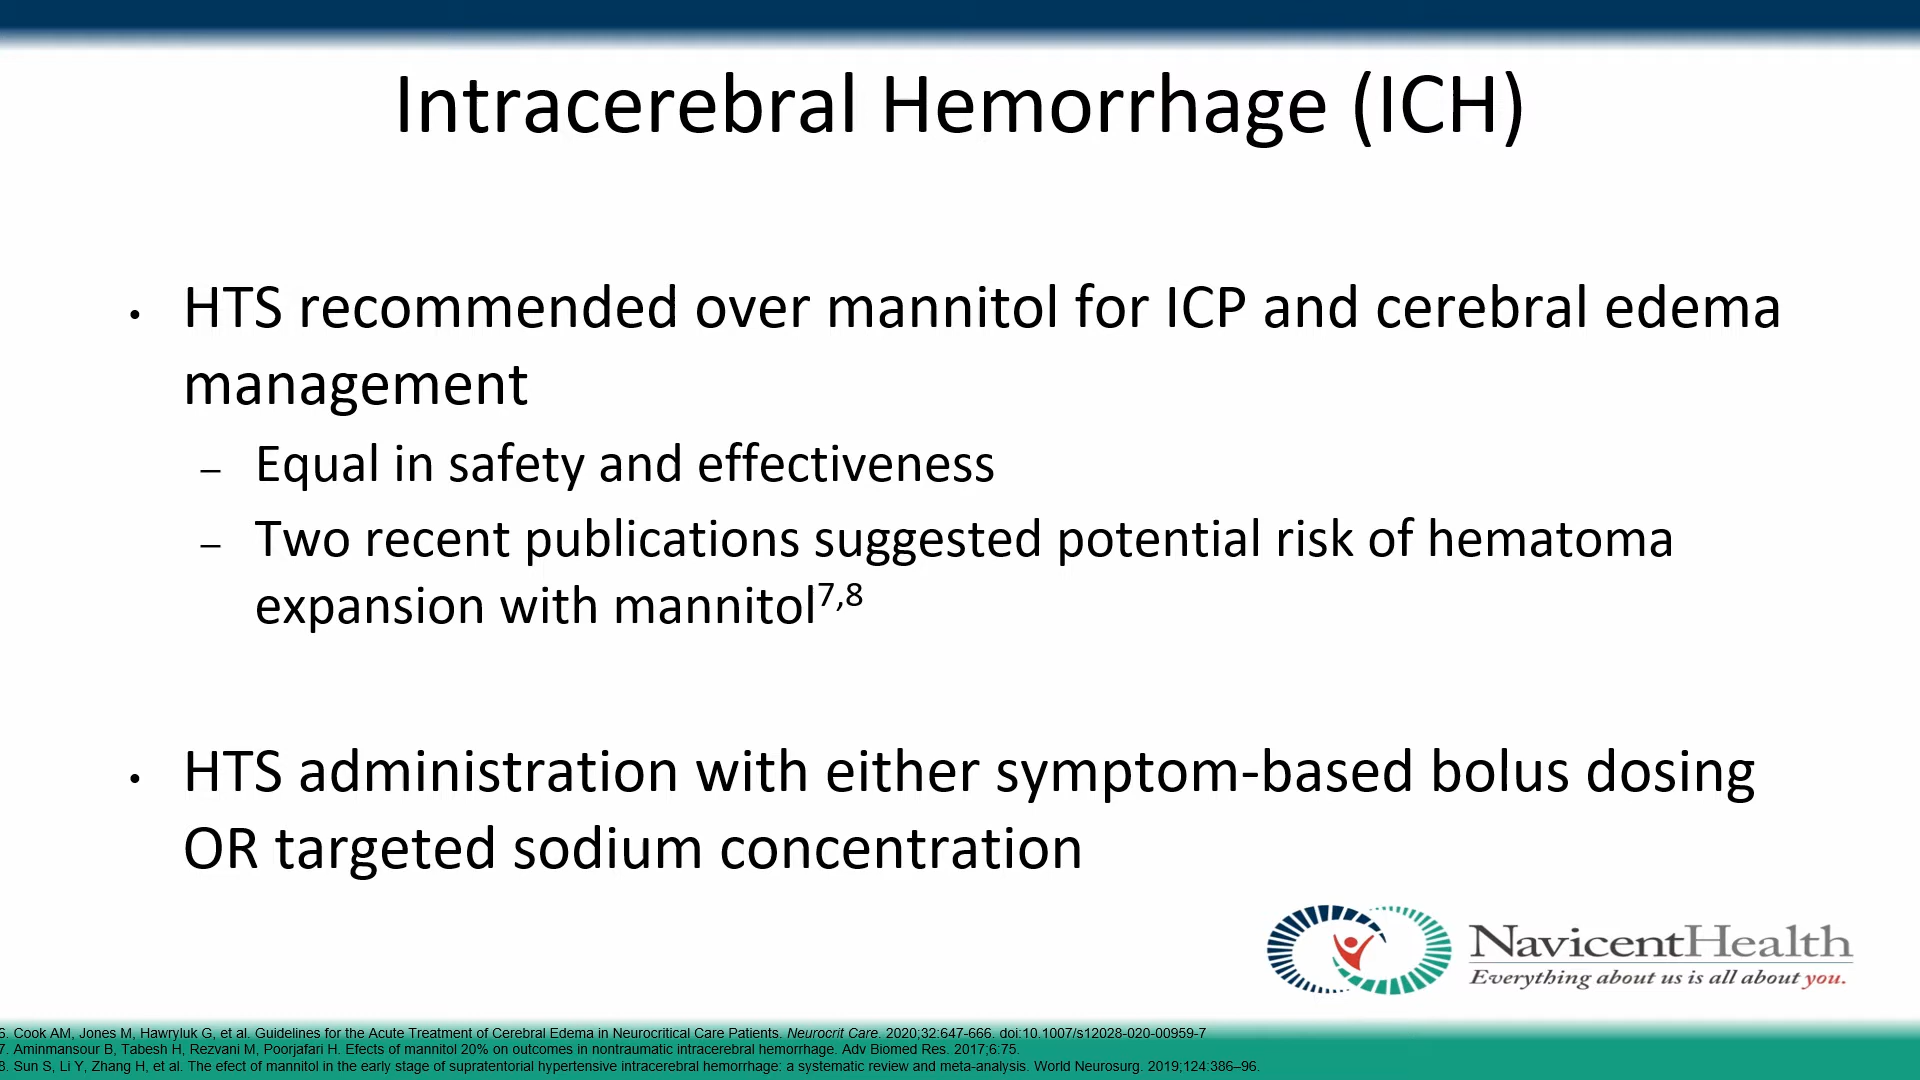 Intracerebral Hemorrhage (ICH)
• HTS recommended over mannitol for ICP and cerebral edema
management
– Equal in safety and effectiveness
– Two recent publications suggested potential risk of hematoma
expansion with mannitol7,8
• HTS administration with either symptom-based bolus dosing
OR targeted sodium concentration
NavicentHealth
Everything about us is all about you.
6. Cook AM, Jones M, Hawryluk G, et al. Guidelines for the Acute Treatment of Cerebral Edema in Neurocritical Care Patients. Neurocrit Care. 2020;32:647-666. doi:10.1007/s12028-020-00959-7
7. Aminmansour B, Tabesh H, Rezvani M, Poorjafari H. Efects of mannitol 20% on outcomes in nontraumatic intracerebral hemorrhage. Adv Biomed Res. 2017;6:75.
8. Sun S, Li Y, Zhang H, et al. The efect of mannitol in the early stage of supratentorial hypertensive intracerebral hemorrhage: a systematic review and meta-analysis. World Neurosurg. 2019;124:386–96.